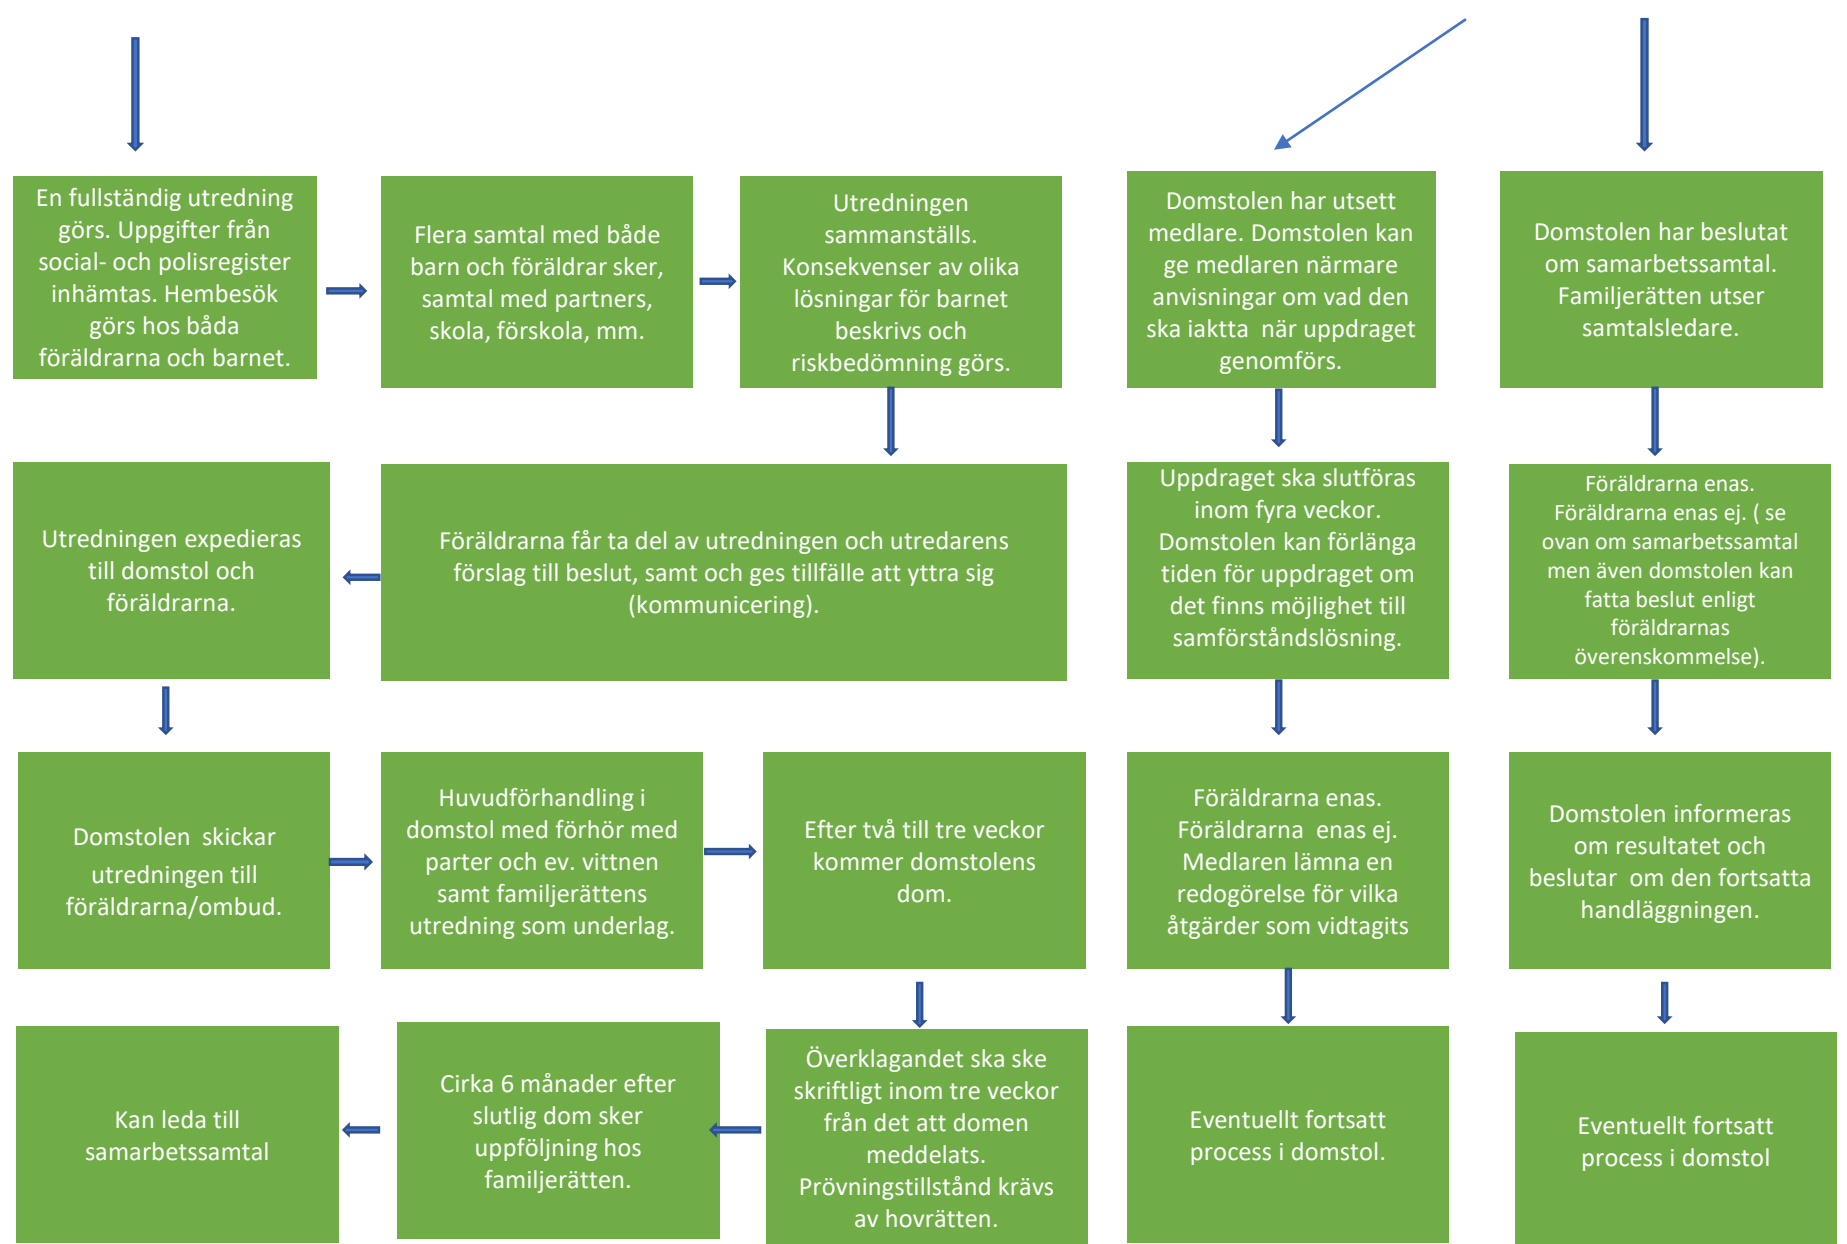 En fullständig utredning
görs. Uppgifter från
social- och polisregister
inhämtas. Hembesök
görs hos båda
föräldrarna och barnet.
Flera samtal med både
barn och föräldrar sker,
samtal med partners,
skola, förskola, mm.
Utredningen
sammanställs.
Konsekvenser av olika
lösningar för barnet
beskrivs och
riskbedömning görs.
Domstolen har utsett
medlare. Domstolen kan
ge medlaren närmare
anvisningar om vad den
ska iaktta  när uppdraget
genomförs.
Domstolen har beslutat
om samarbetssamtal.
Familjerätten utser
samtalsledare.
Utredningen expedieras
till domstol och
föräldrarna.
Föräldrarna får ta del av utredningen och utredarens
förslag till beslut, samt och ges tillfälle att yttra sig
(kommunicering).
Uppdraget ska slutföras
inom fyra veckor.
Domstolen kan förlänga
tiden för uppdraget om
det finns möjlighet till
samförståndslösning.
Föräldrarna enas.
Föräldrarna enas ej. ( se
ovan om samarbetssamtal
men även domstolen kan
fatta beslut enligt
föräldrarnas
överenskommelse).
Domstolen  skickar
utredningen till
föräldrarna/ombud.
Huvudförhandling i
domstol med förhör med
parter och ev. vittnen
samt familjerättens
utredning som underlag.
Efter två till tre veckor
kommer domstolens
dom.
Föräldrarna enas.
Föräldrarna  enas ej.
Medlaren lämna en
redogörelse för vilka
åtgärder som vidtagits
Domstolen informeras
om resultatet och
beslutar  om den fortsatta
handläggningen.
Kan leda till
samarbetssamtal
Cirka 6 månader efter
slutlig dom sker
uppföljning hos
familjerätten.
Överklagandet ska ske
skriftligt inom tre veckor
från det att domen
meddelats.
Prövningstillstånd krävs
av hovrätten.
Eventuellt fortsatt
process i domstol.
Eventuellt fortsatt
process i domstol